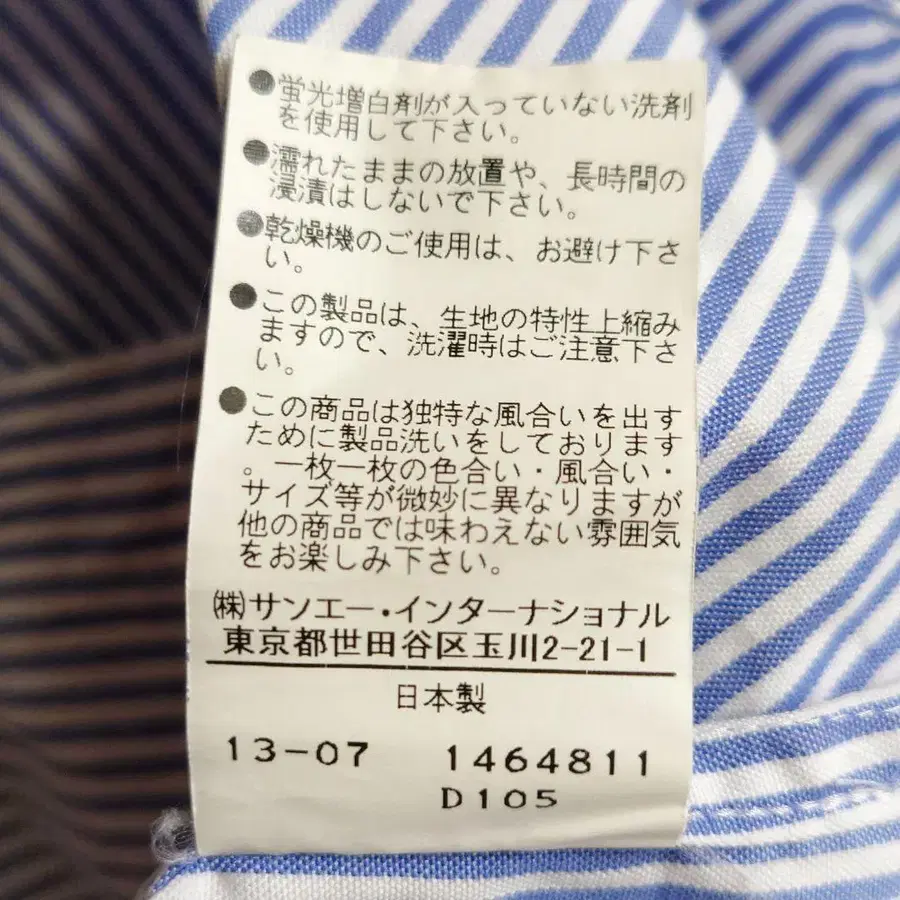 ●蛍光増白剤が入っていない洗剤
を使用して下さい。
●濡れたままの放置や、長時間の
浸漬はしないで下さい。
●乾燥機のご使用は、お避け下さ
い。
●この製品は、生地の特性上縮み
ますので、洗濯時はご注意下さ
い。
●この商品は独特な風合いを出す
ために製品洗いをしております
。一枚一枚の色合い・風合い・
サイズ等が微妙に異なりますが
他の商品では味わえない雰囲気
をお楽しみ下さい。
㈱サンエー・インターナショナル
東京都世田谷区玉川2-21-1
日本製
13-07 1464811
D105